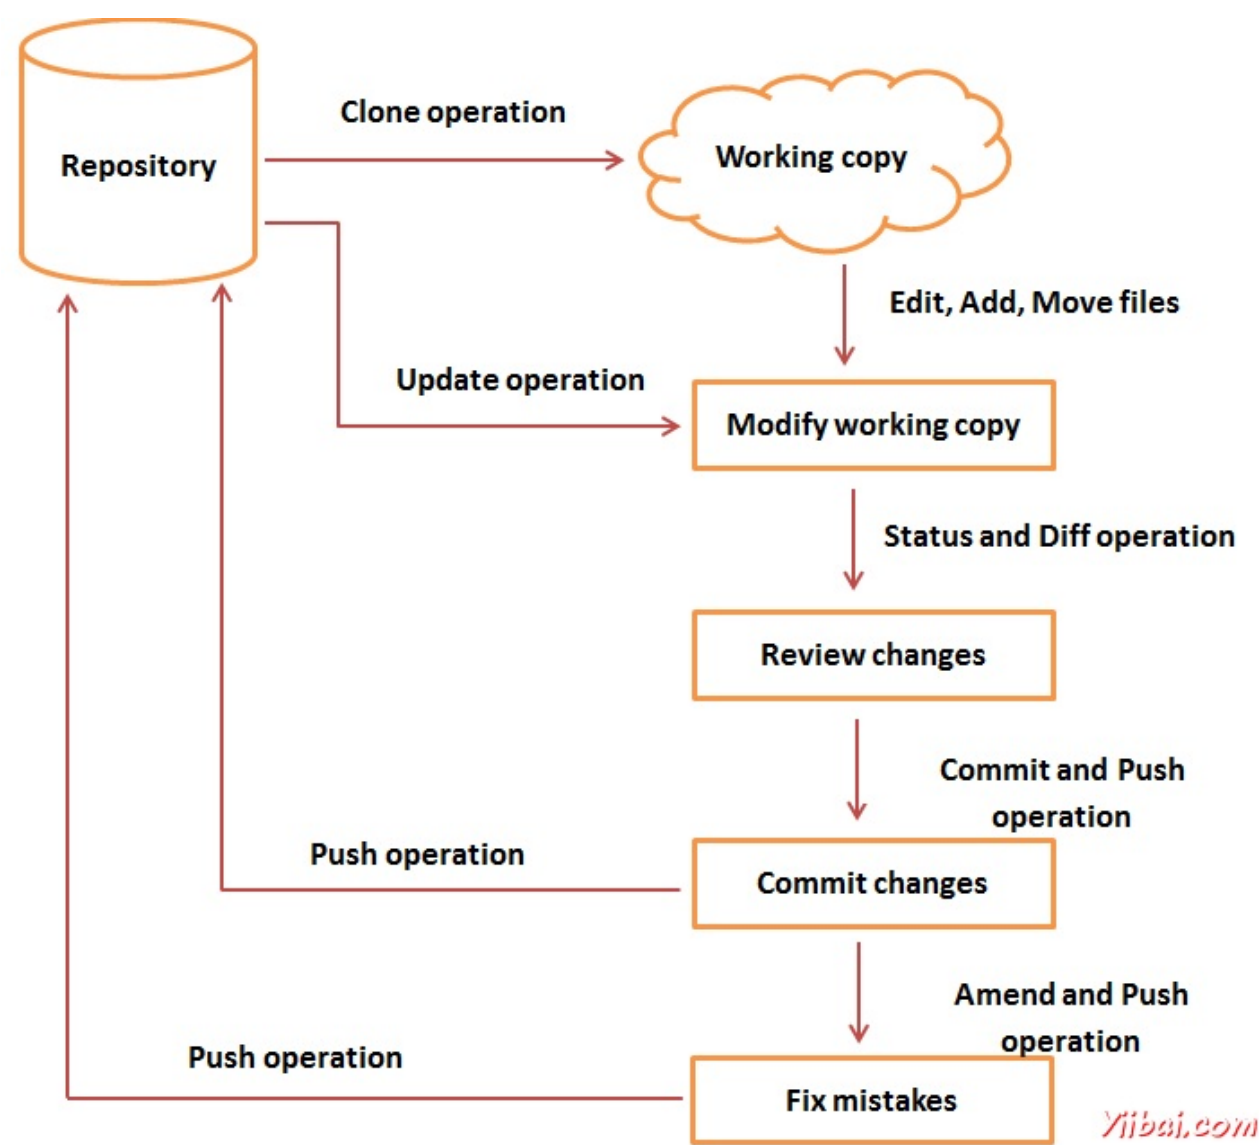 Clone operation
Repository
Working copy
Edit, Add, Move files
Update operation
Modify working copy
Status and Diff operation
Review changes
Commit and Push
operation
Push operation
Commit changes
Amend and Push
operation
Push operation
Fix mistakes
Yiibai.com